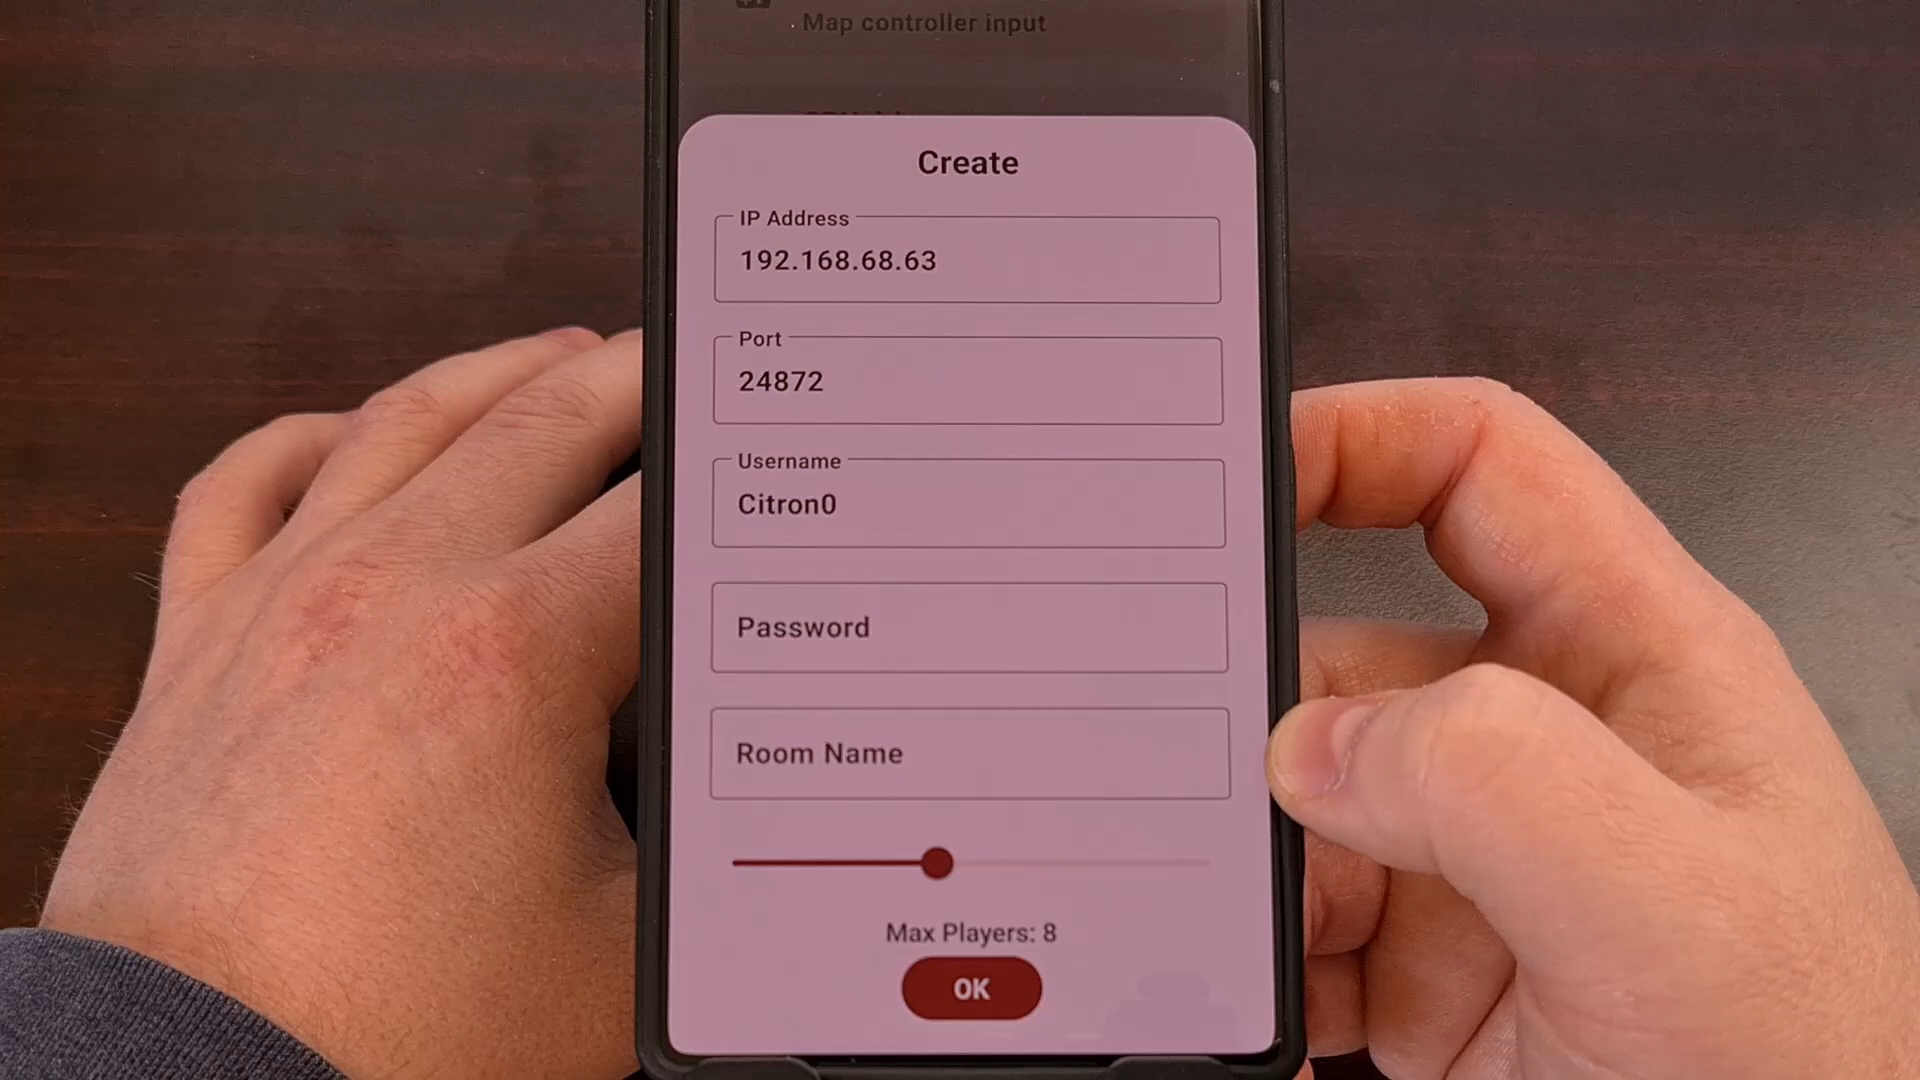 Map controller input
Create
IP Address
192.168.68.63
Port
24872
Username
Citron0
Password
Room Name
Max Players: 8
OK